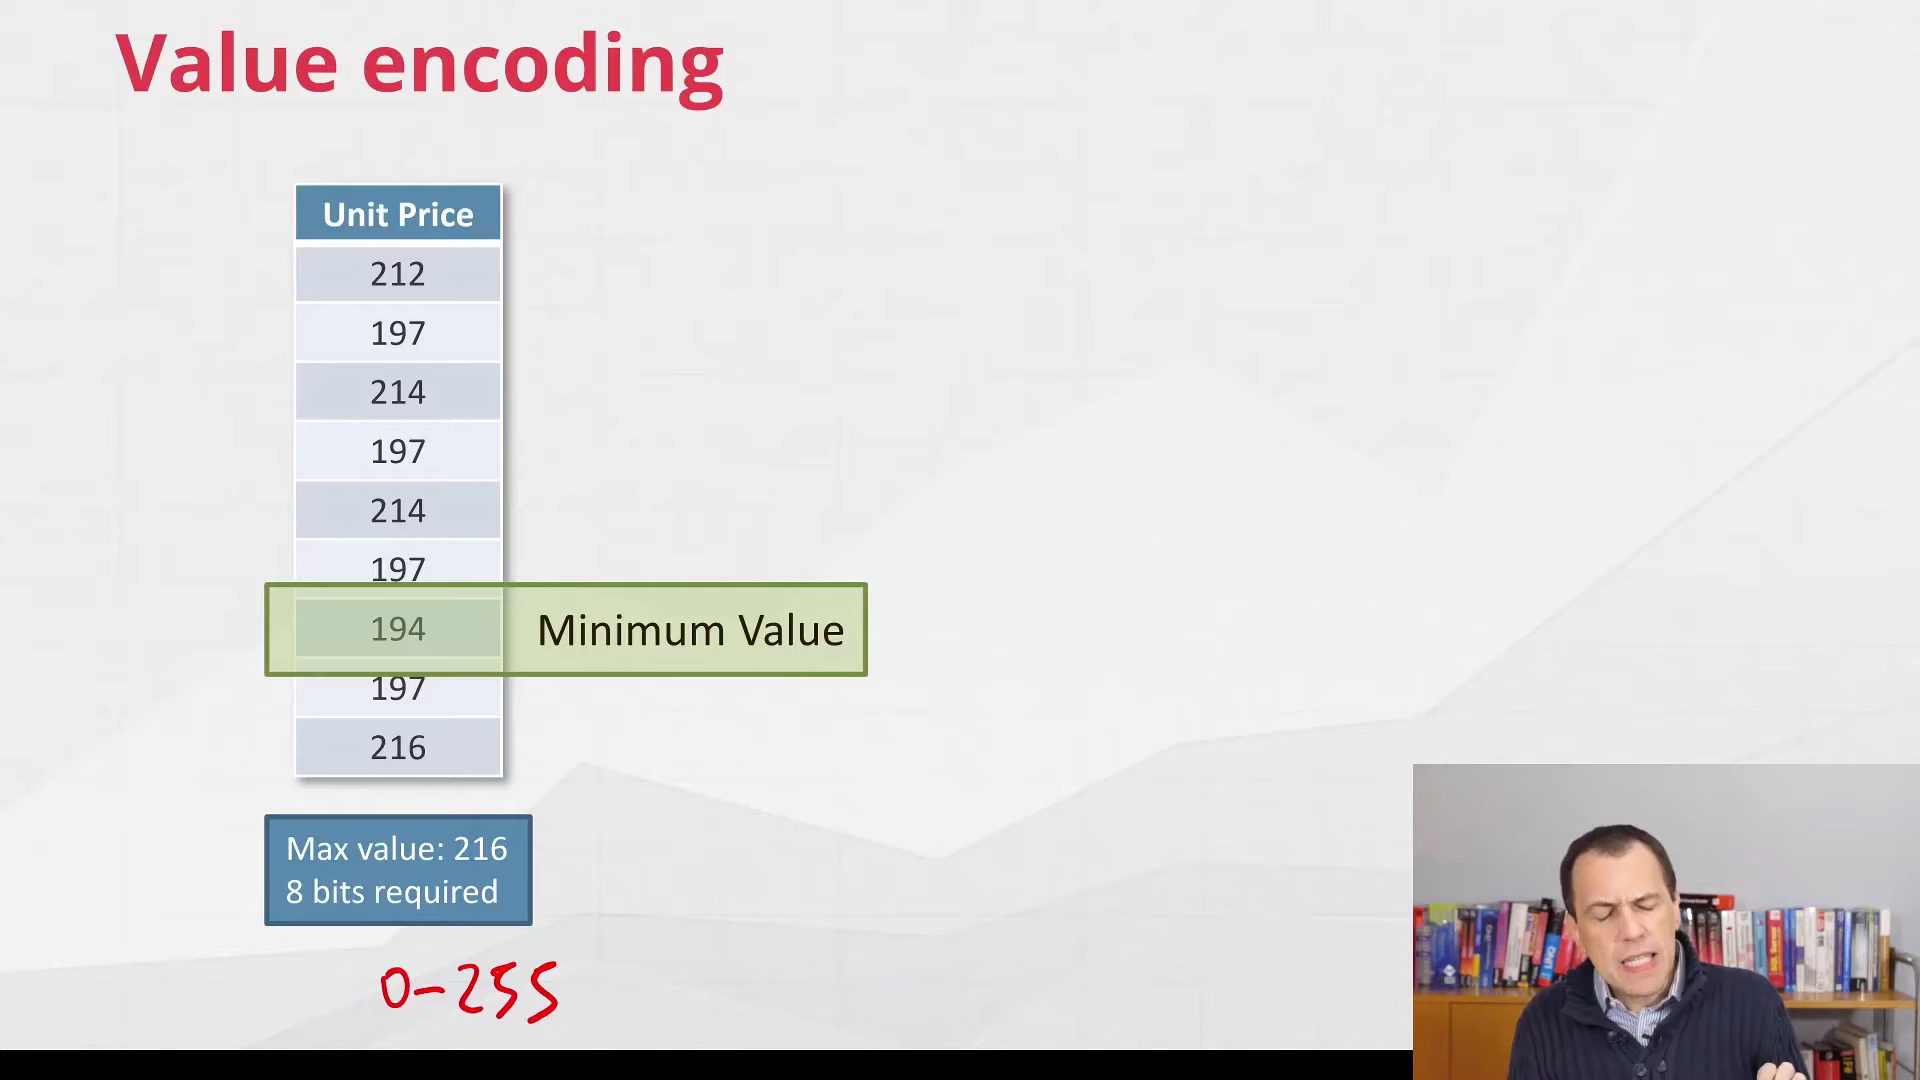 Value encoding
Unit Price
212
197
214
197
214
197
194 Minimum Value
197
216
Max value: 216
8 bits required
0-255